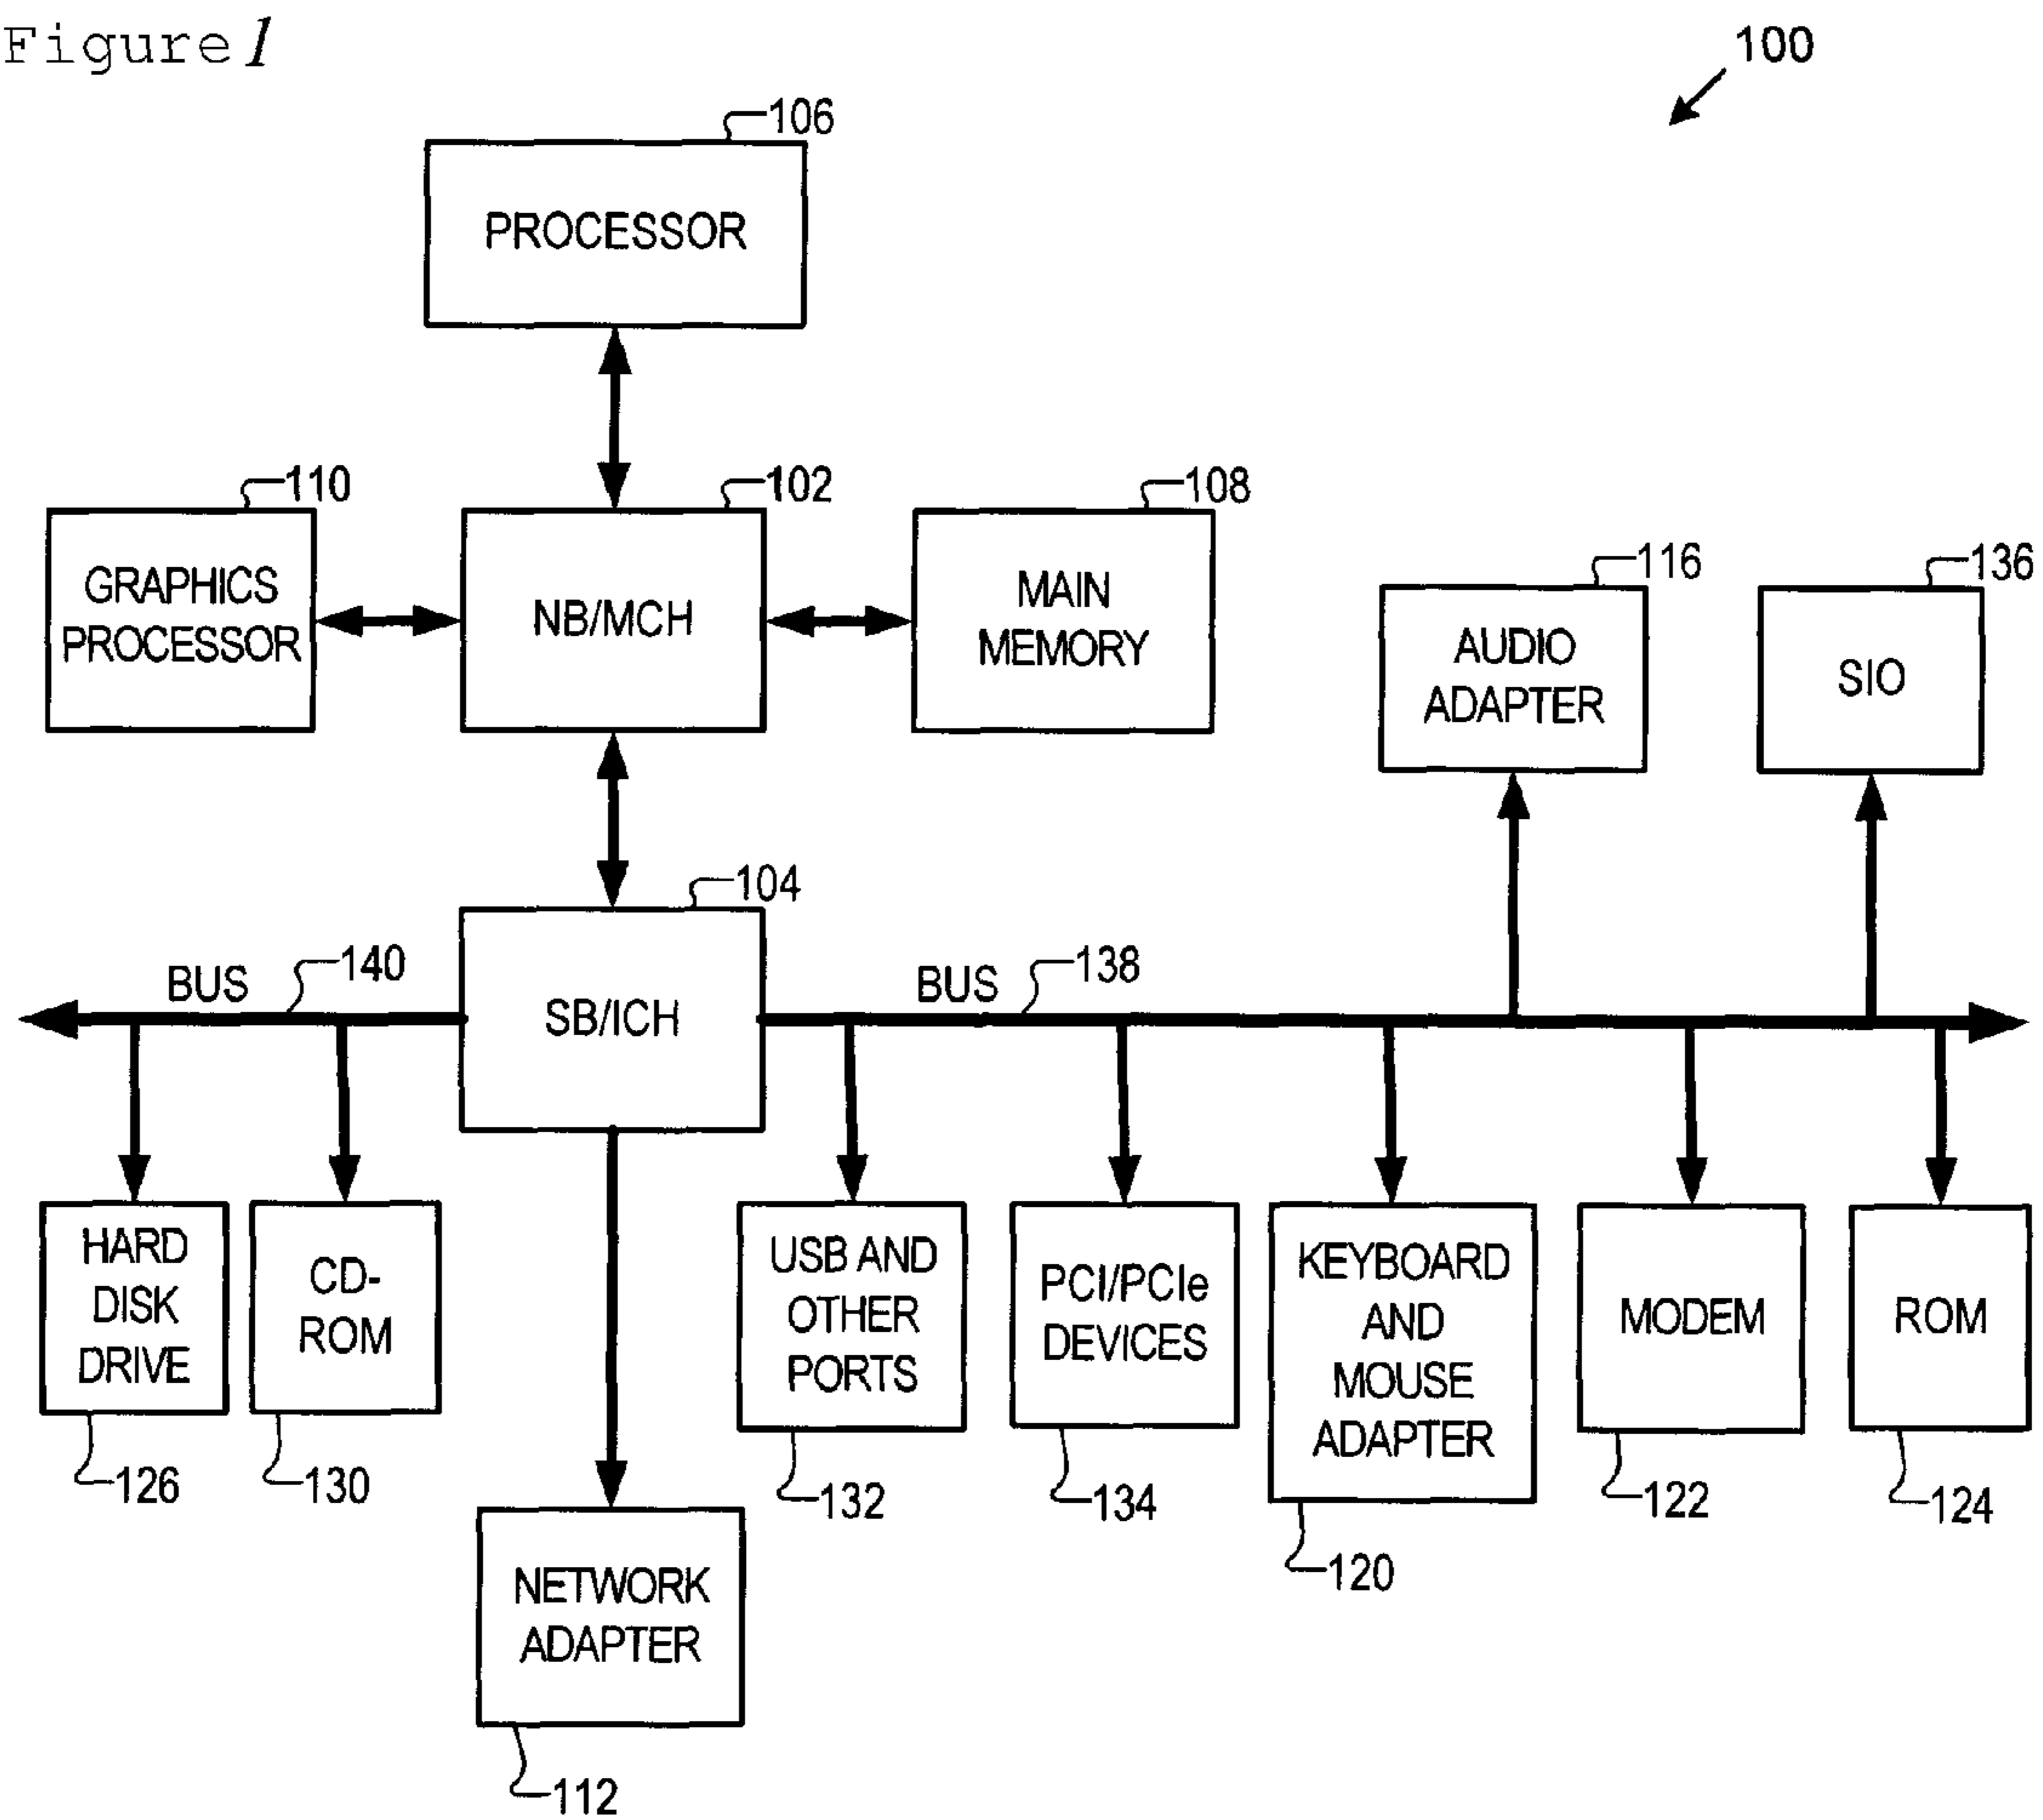 Figure 1
100
106
PROCESSOR
110
102
108
GRAPHICS
PROCESSOR
NB/MCH
MAIN
MEMORY
116
136
AUDIO
ADAPTER
SIO
104
BUS
140
SB/ICH
BUS
138
HARD
DISK
DRIVE
CD-
ROM
USB AND
OTHER
PORTS
PCI/PCIe
DEVICES
KEYBOARD
AND
MOUSE
ADAPTER
MODEM
ROM
126
130
132
134
120
122
124
NETWORK
ADAPTER
112